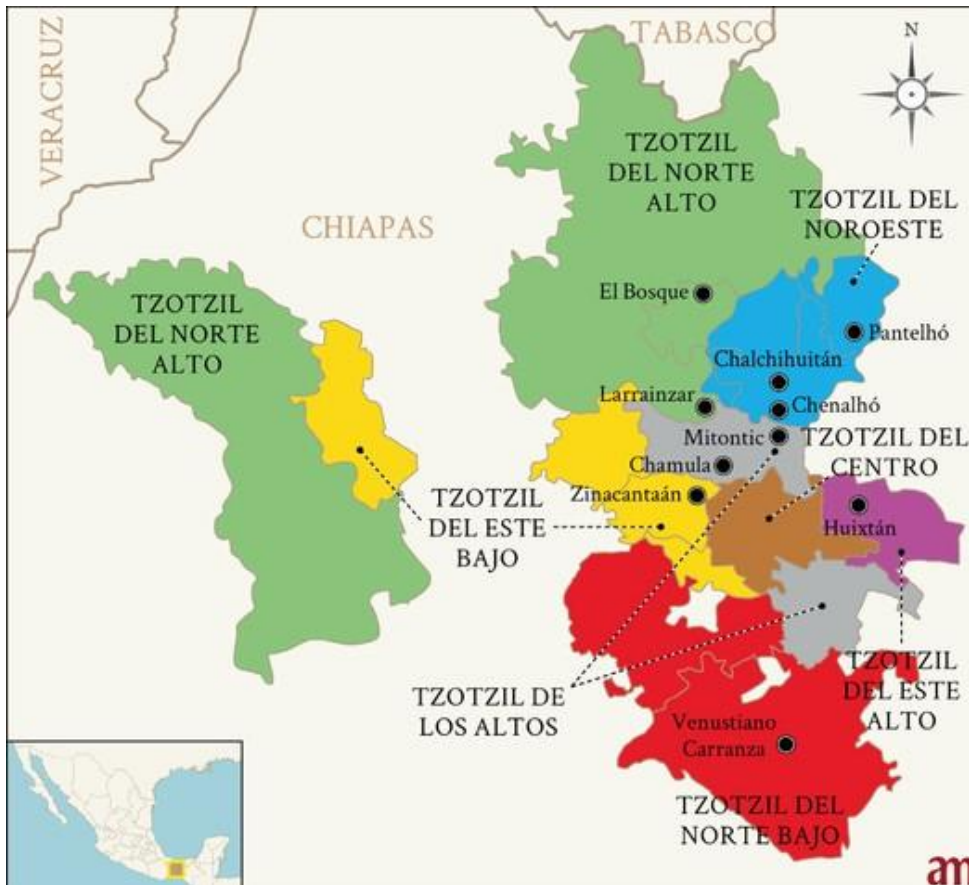 VERACRUZ
TABASCO
N
TZOTZIL
DEL NORTE
ALTO
TZOTZIL DEL
NOROESTE
CHIAPAS
El Bosque
TZOTZIL
DEL NORTE
ALTO
Pantelhó
Chalchihuitán
Larrainzar
Chenalhó
Mitontic
TZOTZIL DEL
CENTRO
Chamula
Zinacantaán
TZOTZIL
DEL ESTE
BAJO
Huixtán
TZOTZIL DE
LOS ALTOS
TZOTZIL
DEL ESTE
ALTO
Venustiano
Carranza
TZOTZIL DEL
NORTE BAJO
am